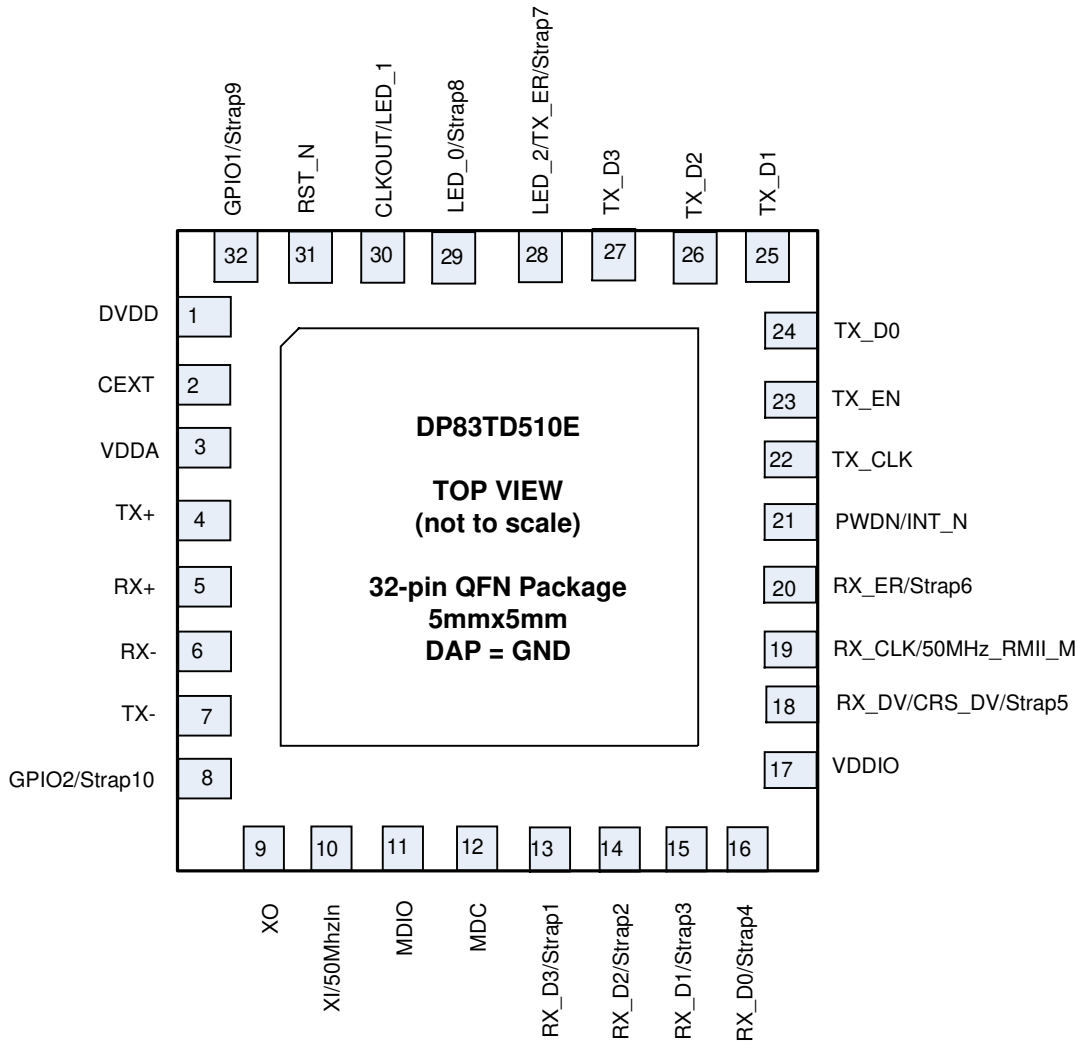 GPIO1/Strap9
RST_N
CLKOUT/LED_1
LED_0/Strap8
LED_2/TX_ER/Strap7
TX_D3
TX_D2
TX_D1
32
31
30
29
28
27
26
25
DVDD
1
CEXT
2
VDDA
3
TX+
4
RX+
5
RX-
6
TX-
7
GPIO2/Strap10
8
DP83TD510E
TOP VIEW
(not to scale)
32-pin QFN Package
5mmx5mm
DAP = GND
24
TX_D0
23
TX_EN
22
TX_CLK
21
PWDN/INT_N
20
RX_ER/Strap6
19
RX_CLK/50MHz_RMII_M
18
RX_DV/CRS_DV/Strap5
17
VDDIO
9
10
11
12
13
14
15
16
XO
XI/50MhzIn
MDIO
MDC
RX_D3/Strap1
RX_D2/Strap2
RX_D1/Strap3
RX_D0/Strap4